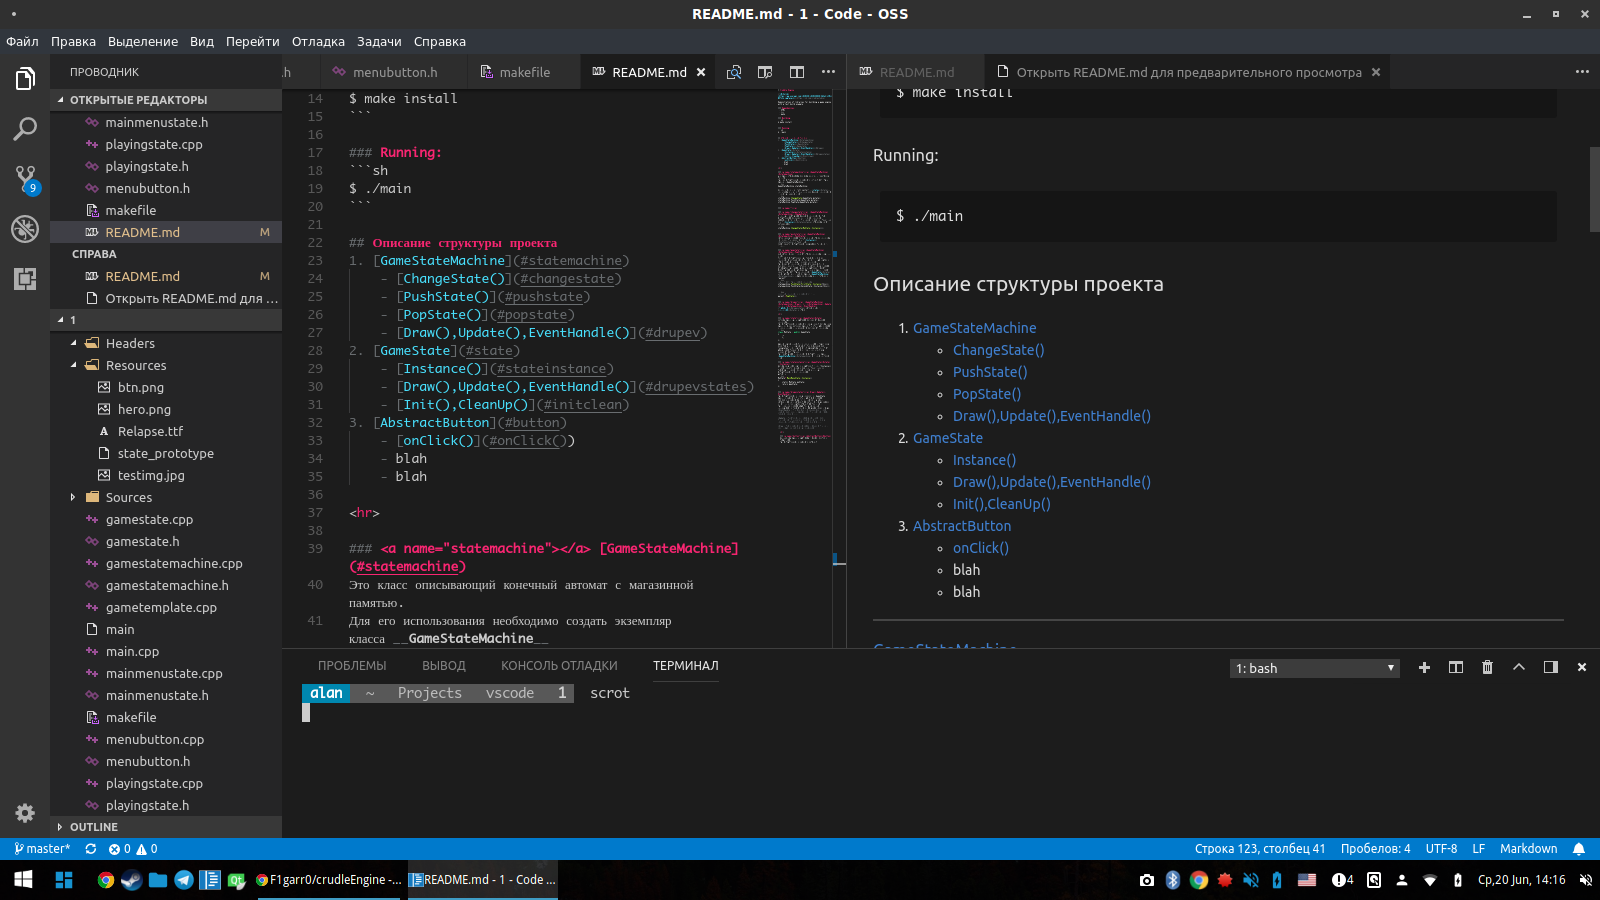 README.md - 1 - Code - OSS
Файл Правка Выделение Вид Перейти Отладка Задачи Справка
ПРОВОДНИК
ОТКРЫТЫЕ РЕДАКТОРЫ
mainmenustate.h
playingstate.cpp
playingstate.h
menubutton.h
makefile
README.md M
СПРАВА
README.md M
Открыть README.md для ...
1
Headers
Resources
btn.png
hero.png
Relapse.ttf
state_prototype
testimg.jpg
Sources
gamestate.cpp
gamestate.h
gamestatemachine.cpp
gamestatemachine.h
gametemplate.cpp
main
main.cpp
mainmenustate.cpp
mainmenustate.h
makefile
menubutton.cpp
menubutton.h
playingstate.cpp
playingstate.h
OUTLINE
9
.h menubutton.h makefile README.md
14 $ make install
15 ```
16
17 ### Running:
18 ```sh
19 $ ./main
20 ```
21
22 ## Описание структуры проекта
23 1. [GameStateMachine](#statemachine)
24 - [ChangeState()](#changestate)
25 - [PushState()](#pushstate)
26 - [PopState()](#popstate)
27 - [Draw(),Update(),EventHandle()](#drupev)
28 2. [GameState](#state)
29 - [Instance()](#stateinstance)
30 - [Draw(),Update(),EventHandle()](#drupevstates)
31 - [Init(),CleanUp()](#initclean)
32 3. [AbstractButton](#button)
33 - [onClick()](#onClick())
34 - blah
35 - blah
36
37 <hr>
38
39 ### <a name="statemachine"></a> [GameStateMachine]
(#statemachine)
40 Это класс описывающий конечный автомат с магазинной
памятью.
41 Для его использования необходимо создать экземпляр
класса __GameStateMachine__
README.md Открыть README.md для предварительного просмотра
$ make install
Running:
$ ./main
Описание структуры проекта
1. GameStateMachine
ChangeState()
PushState()
PopState()
Draw(),Update(),EventHandle()
2. GameState
Instance()
Draw(),Update(),EventHandle()
Init(),CleanUp()
3. AbstractButton
onClick()
blah
blah
GameStateMachine
ПРОБЛЕМЫ ВЫВОД КОНСОЛЬ ОТЛАДКИ ТЕРМИНАЛ
1: bash
alan ~ Projects vscode 1 scrot
master* 0 0
Строка 123, столбец 41 Пробелов: 4 UTF-8 LF Markdown
F1garr0/crudleEngine -...
README.md - 1 - Code ...
4
Ср,20 Jun, 14:16